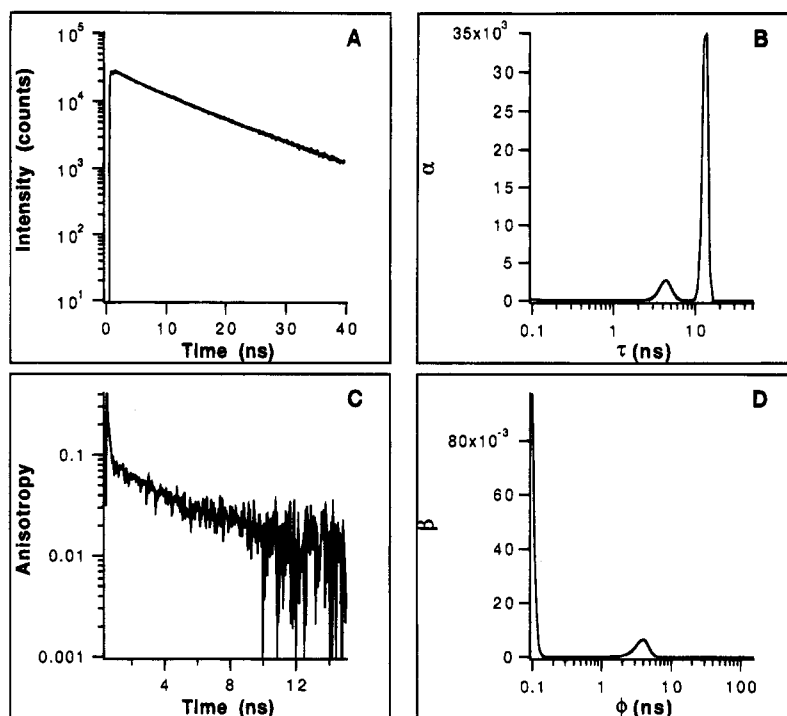 A
Intensity (counts)
10⁵
10⁴
10³
10²
10¹
0
10
20
30
40
Time (ns)
B
α
35x10³
30
25
20
15
10
5
0
0.1
1
10
τ (ns)
C
Anisotropy
0.1
0.01
0.001
4
8
12
Time (ns)
D
β
80x10⁻³
60
40
20
0
0.1
1
10
100
ϕ (ns)